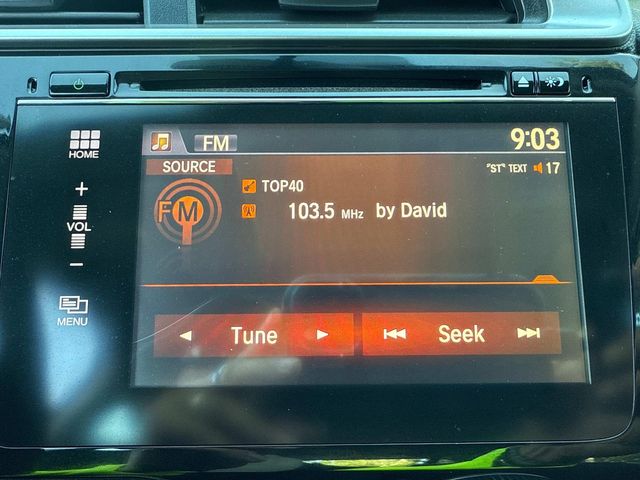 HOME
+
VOL
−
MENU
FM 9:03
SOURCE "ST" TEXT 17
FM
TOP40
103.5 MHz by David
Tune
Seek